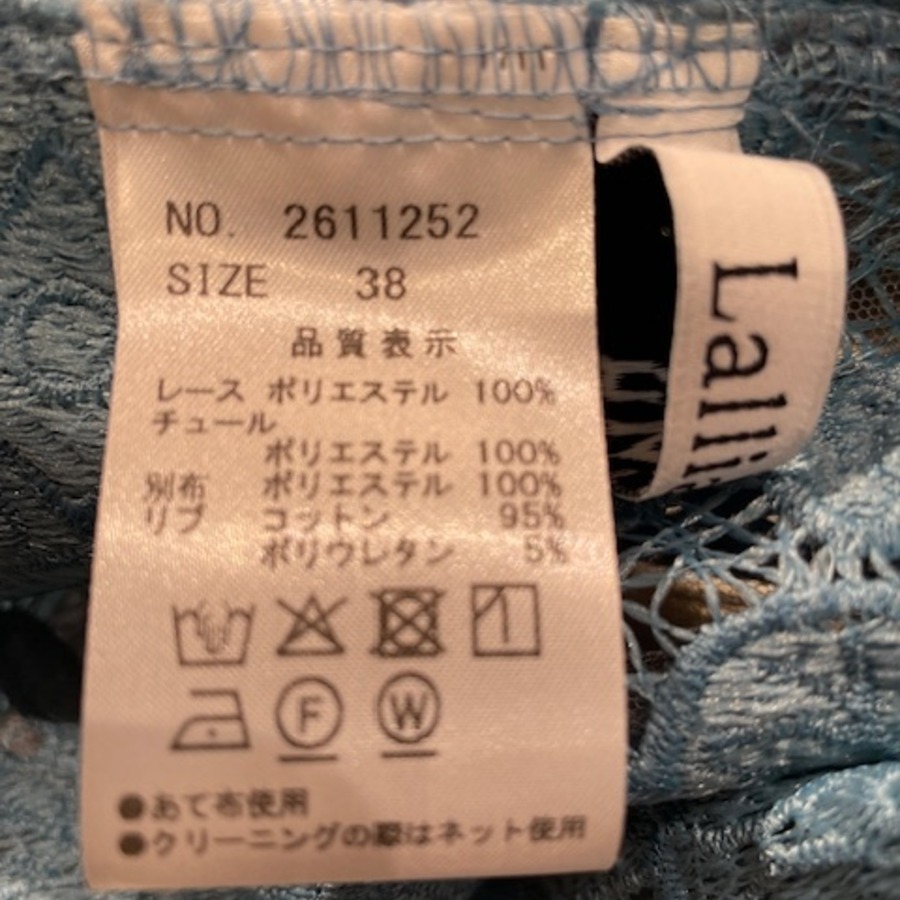 NO. 2611252
SIZE 38
品質表示
レース ポリエステル 100%
チュール
ポリエステル 100%
別布 ポリエステル 100%
リブ コットン 95%
ポリウレタン 5%
F W
●あて布使用
●クリーニングの際はネット使用